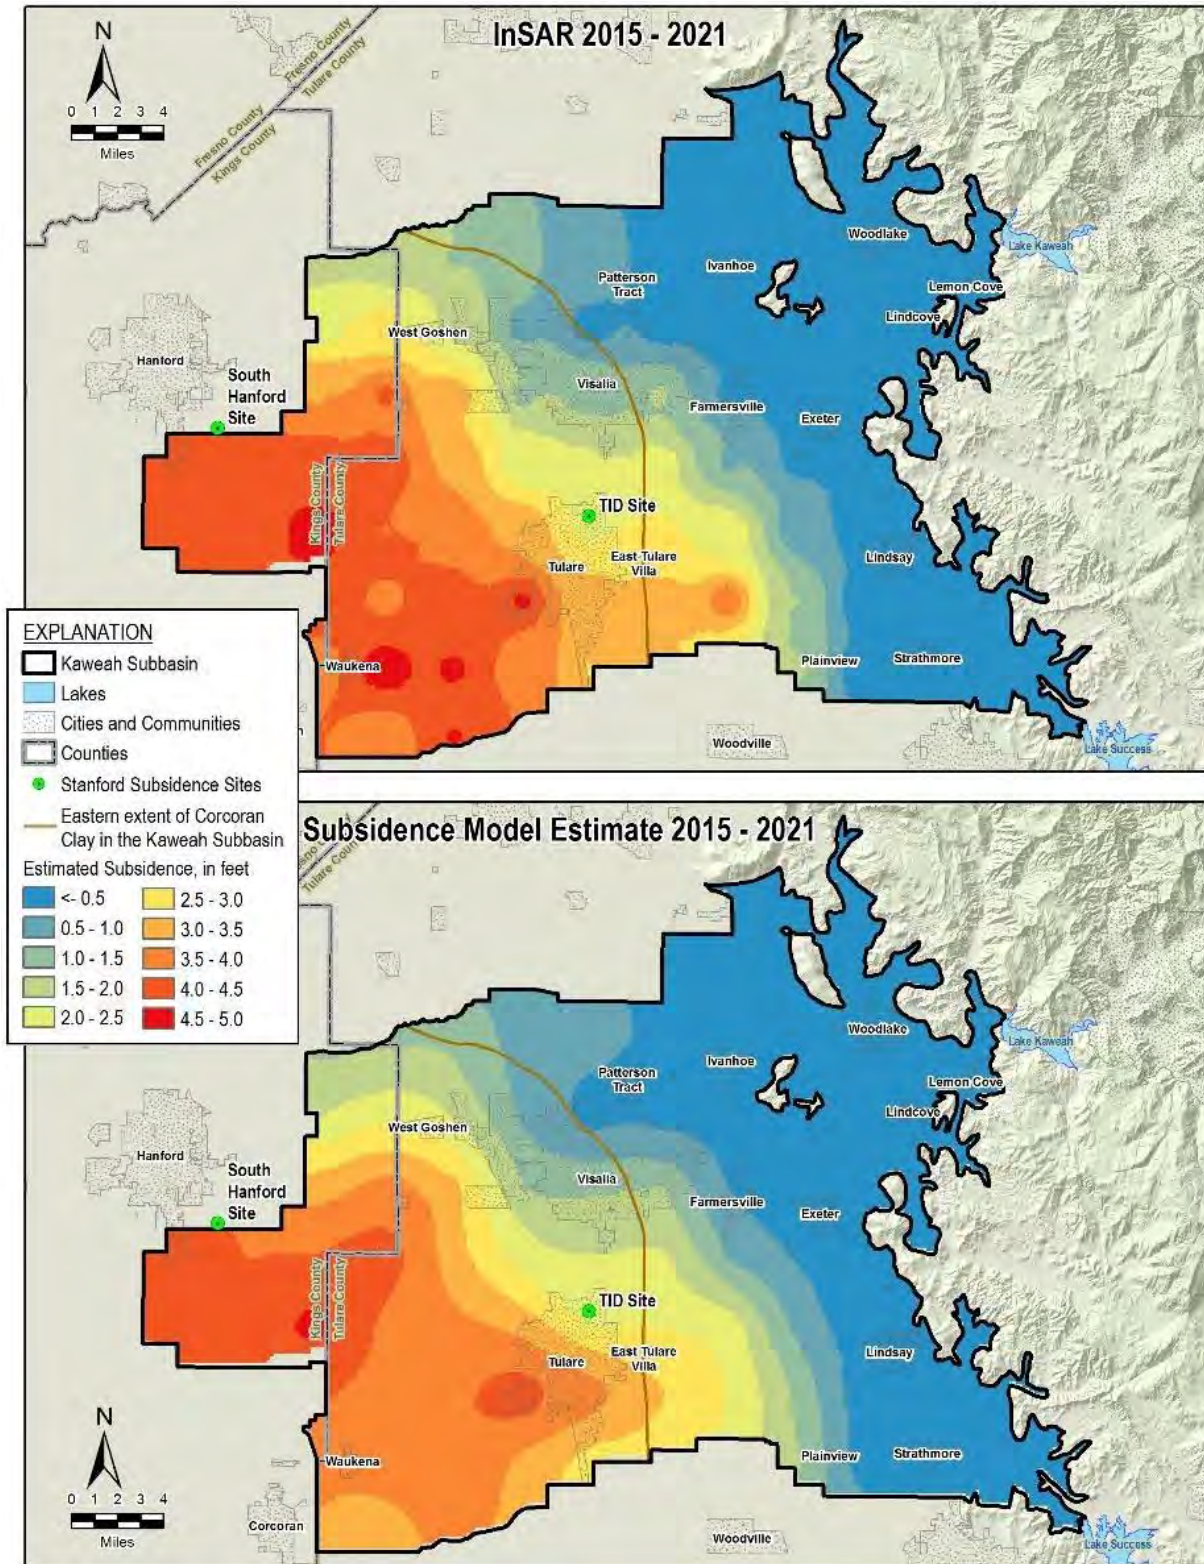 InSAR 2015 - 2021
N
0 1 2 3 4
Miles
Fresno County
Tulare County
Fresno County
Kings County
Woodlake
Lake Kaweah
Ivanhoe
Patterson
Tract
Lemon Cove
Lindcove
West Goshen
Hanford
South
Hanford
Site
Visalia
Farmersville
Exeter
Kings County
Tulare County
TID Site
East Tulare
Villa
Tulare
Lindsay
Waukena
Plainview
Strathmore
Woodville
Lake Success
EXPLANATION
Kaweah Subbasin
Lakes
Cities and Communities
Counties
Stanford Subsidence Sites
Eastern extent of Corcoran
Clay in the Kaweah Subbasin
Estimated Subsidence, in feet
<- 0.5
0.5 - 1.0
1.0 - 1.5
1.5 - 2.0
2.0 - 2.5
2.5 - 3.0
3.0 - 3.5
3.5 - 4.0
4.0 - 4.5
4.5 - 5.0
Subsidence Model Estimate 2015 - 2021
Woodlake
Lake Kaweah
Ivanhoe
Patterson
Tract
Lemon Cove
Lindcove
West Goshen
Hanford
South
Hanford
Site
Visalia
Farmersville
Exeter
Kings County
Tulare County
TID Site
East Tulare
Villa
Tulare
Lindsay
N
0 1 2 3 4
Miles
Waukena
Corcoran
Plainview
Strathmore
Woodville
Lake Success